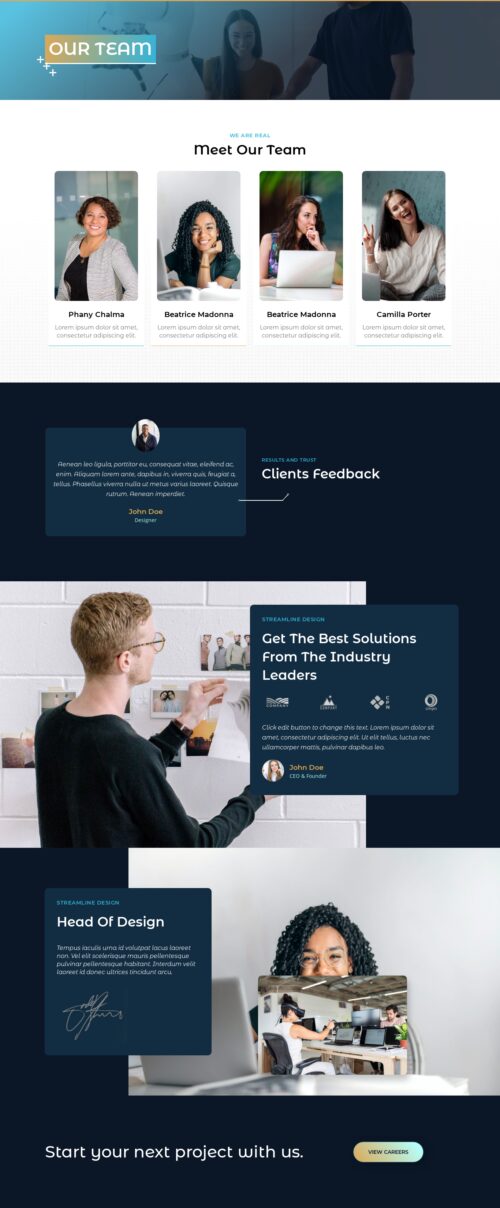 OUR TEAM
WE ARE REAL
Meet Our Team
Phany Chalma
Lorem ipsum dolor sit amet,
consectetur adipiscing elit.
Beatrice Madonna
Lorem ipsum dolor sit amet,
consectetur adipiscing elit.
Beatrice Madonna
Lorem ipsum dolor sit amet,
consectetur adipiscing elit.
Camilla Porter
Lorem ipsum dolor sit amet,
consectetur adipiscing elit.
Aenean leo ligula, porttitor eu, consequat vitae, eleifend ac,
enim. Aliquam lorem ante, dapibus in, viverra quis, feugiat a,
tellus. Phasellus viverra nulla ut metus varius laoreet. Quisque
rutrum. Aenean imperdiet.
John Doe
Designer
RESULTS AND TRUST
Clients Feedback
STREAMLINE DESIGN
Get The Best Solutions
From The Industry
Leaders
COMPANY
COMPANY
Click edit button to change this text. Lorem ipsum dolor sit
amet, consectetur adipiscing elit. Ut elit tellus, luctus nec
ullamcorper mattis, pulvinar dapibus leo.
John Doe
CEO & Founder
STREAMLINE DESIGN
Head Of Design
Tempus iaculis urna id volutpat lacus laoreet
non. Vel elit scelerisque mauris pellentesque
pulvinar pellentesque habitant. Interdum velit
laoreet id donec ultrices tincidunt arcu.
Start your next project with us.
VIEW CAREERS